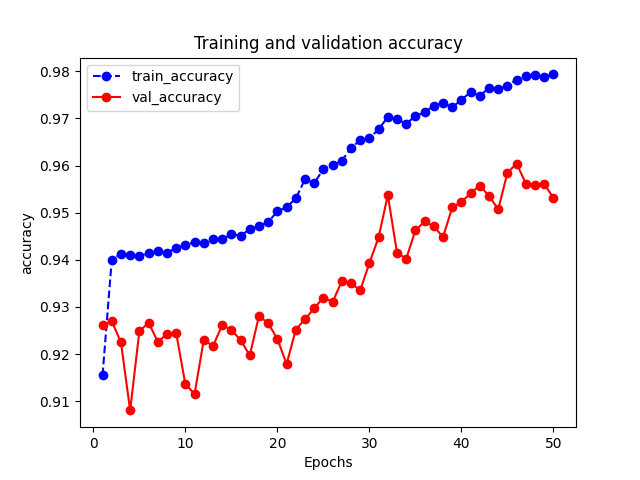 Training and validation accuracy
train_accuracy
val_accuracy
accuracy
0.98
0.97
0.96
0.95
0.94
0.93
0.92
0.91
0 10 20 30 40 50
Epochs